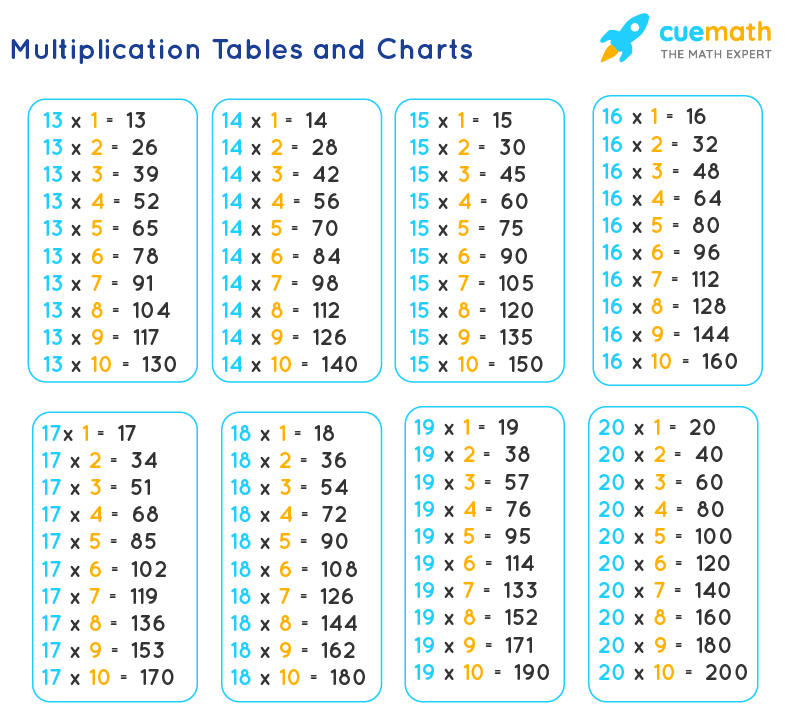 Multiplication Tables and Charts
cuemath
THE MATH EXPERT
13 x 1 = 13
13 x 2 = 26
13 x 3 = 39
13 x 4 = 52
13 x 5 = 65
13 x 6 = 78
13 x 7 = 91
13 x 8 = 104
13 x 9 = 117
13 x 10 = 130
14 x 1 = 14
14 x 2 = 28
14 x 3 = 42
14 x 4 = 56
14 x 5 = 70
14 x 6 = 84
14 x 7 = 98
14 x 8 = 112
14 x 9 = 126
14 x 10 = 140
15 x 1 = 15
15 x 2 = 30
15 x 3 = 45
15 x 4 = 60
15 x 5 = 75
15 x 6 = 90
15 x 7 = 105
15 x 8 = 120
15 x 9 = 135
15 x 10 = 150
16 x 1 = 16
16 x 2 = 32
16 x 3 = 48
16 x 4 = 64
16 x 5 = 80
16 x 6 = 96
16 x 7 = 112
16 x 8 = 128
16 x 9 = 144
16 x 10 = 160
17x 1 = 17
17 x 2 = 34
17 x 3 = 51
17 x 4 = 68
17 x 5 = 85
17 x 6 = 102
17 x 7 = 119
17 x 8 = 136
17 x 9 = 153
17 x 10 = 170
18 x 1 = 18
18 x 2 = 36
18 x 3 = 54
18 x 4 = 72
18 x 5 = 90
18 x 6 = 108
18 x 7 = 126
18 x 8 = 144
18 x 9 = 162
18 x 10 = 180
19 x 1 = 19
19 x 2 = 38
19 x 3 = 57
19 x 4 = 76
19 x 5 = 95
19 x 6 = 114
19 x 7 = 133
19 x 8 = 152
19 x 9 = 171
19 x 10 = 190
20 x 1 = 20
20 x 2 = 40
20 x 3 = 60
20 x 4 = 80
20 x 5 = 100
20 x 6 = 120
20 x 7 = 140
20 x 8 = 160
20 x 9 = 180
20 x 10 = 200